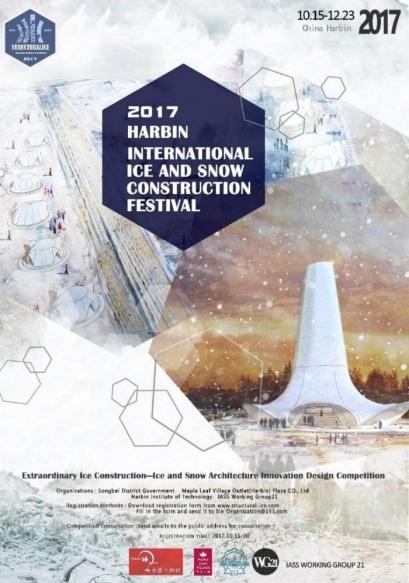 10.15-12.23 2017
China Harbin
STRUCTURALICE
2017
2017
HARBIN
INTERNATIONAL
ICE AND SNOW
CONSTRUCTION
FESTIVAL
Extraordinary Ice Construction—Ice and Snow Architecture Innovation Design Competition
Organizations : Songbei District Government Maple Leaf Village Outlet(Harbin) Plaza CO., Ltd
Harbin Institute of Technology IASS Working Group21
Registration Methods : Download registration form from www.structural-ice.com
Fill in the form and send it to Ice Organization@163.com
Competition consultation :Send emails to the public address for consultation
REGISTRATION TIME: 2017.10.15/30
MAPLE LEAF VILLAGE
WG21
IASS WORKING GROUP 21